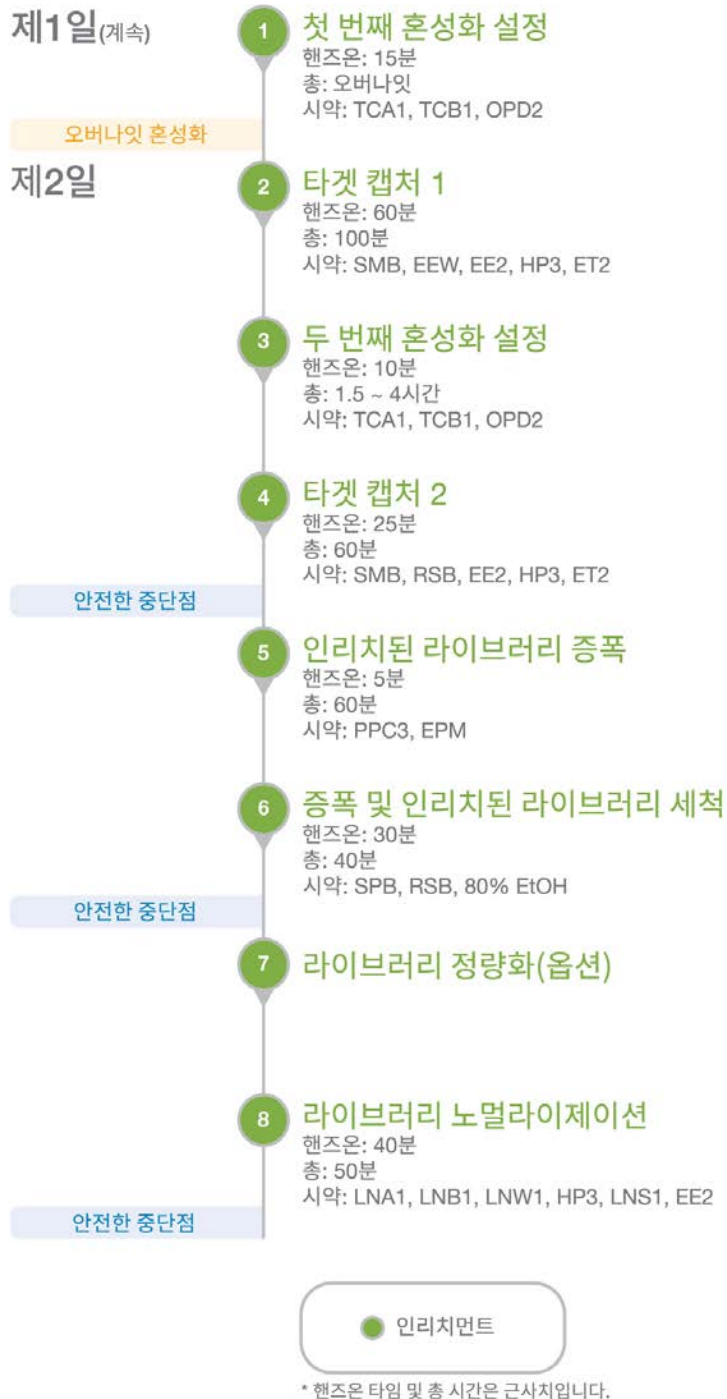 제1일(계속)
1
첫 번째 혼성화 설정
핸즈온: 15분
총: 오버나잇
시약: TCA1, TCB1, OPD2
오버나잇 혼성화
제2일
2
타겟 캡처 1
핸즈온: 60분
총: 100분
시약: SMB, EEW, EE2, HP3, ET2
3
두 번째 혼성화 설정
핸즈온: 10분
총: 1.5 ~ 4시간
시약: TCA1, TCB1, OPD2
4
타겟 캡처 2
핸즈온: 25분
총: 60분
시약: SMB, RSB, EE2, HP3, ET2
안전한 중단점
5
인리치된 라이브러리 증폭
핸즈온: 5분
총: 60분
시약: PPC3, EPM
6
증폭 및 인리치된 라이브러리 세척
핸즈온: 30분
총: 40분
시약: SPB, RSB, 80% EtOH
안전한 중단점
7
라이브러리 정량화(옵션)
8
라이브러리 노멀라이제이션
핸즈온: 40분
총: 50분
시약: LNA1, LNB1, LNW1, HP3, LNS1, EE2
안전한 중단점
인리치먼트
* 핸즈온 타임 및 총 시간은 근사치입니다.